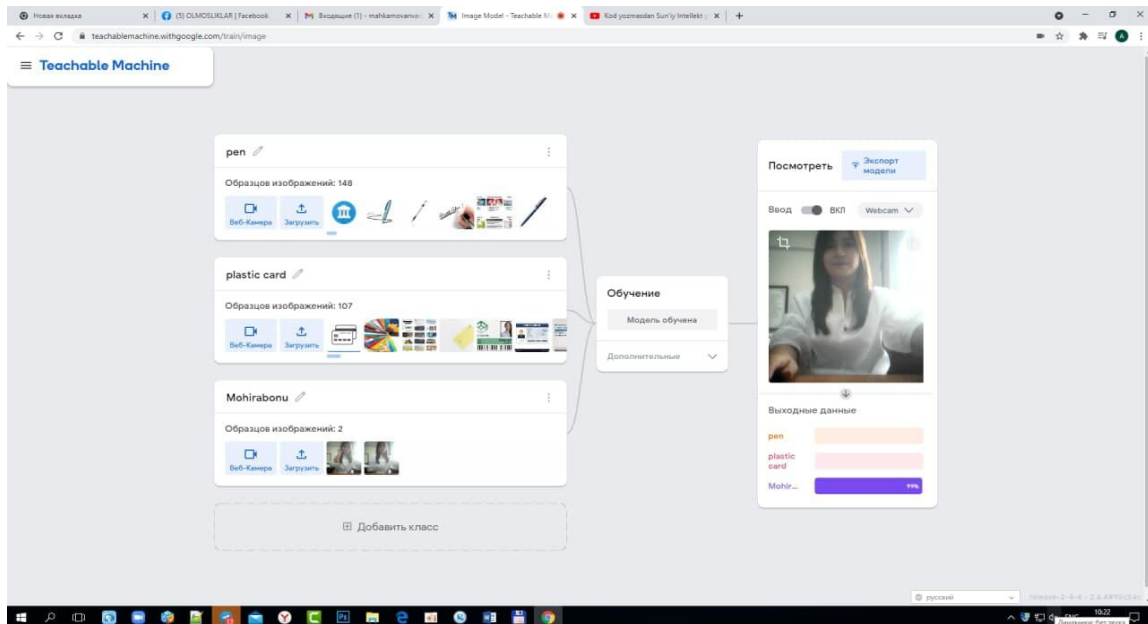 Новая вкладка
(5) OLMOSLIKLAR | Facebook
Входящие (1) - mahkamovanva
Image Model - Teachable M
Kod yozmasdan Sun'iy Intellekt
teachablemachine.withgoogle.com/train/image
Teachable Machine
pen
Образцов изображений: 148
Веб-Камера
Загрузить
plastic card
Образцов изображений: 107
Веб-Камера
Загрузить
Mohirabonu
Образцов изображений: 2
Веб-Камера
Загрузить
Добавить класс
Обучение
Модель обучена
Дополнительные
Посмотреть
Экспорт
модели
Ввод
ВКЛ
Webcam
Выходные данные
pen
plastic
card
Mohir...
99%
русский
ENG
10:22